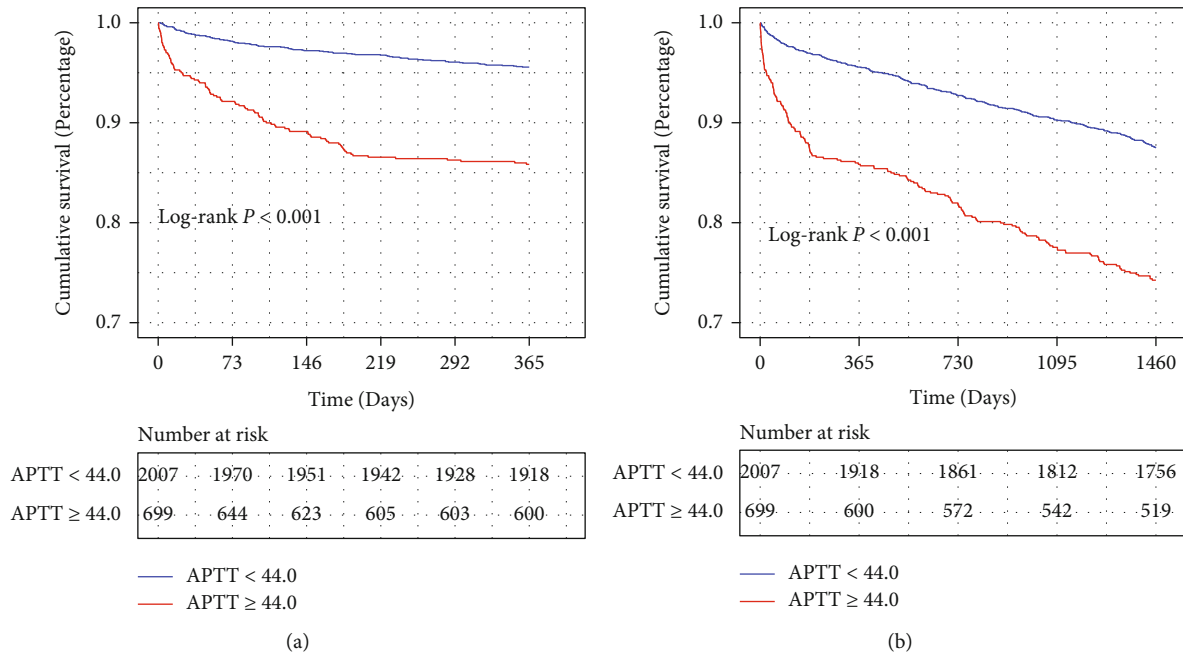 Cumulative survival (Percentage)
1.0
0.9
0.8
0.7
Log-rank P < 0.001
0 73 146 219 292 365
Time (Days)
Number at risk
APTT < 44.0 2007 1970 1951 1942 1928 1918
APTT ≥ 44.0 699 644 623 605 603 600
APTT < 44.0
APTT ≥ 44.0
(a)
Cumulative survival (Percentage)
1.0
0.9
0.8
0.7
Log-rank P < 0.001
0 365 730 1095 1460
Time (Days)
Number at risk
APTT < 44.0 2007 1918 1861 1812 1756
APTT ≥ 44.0 699 600 572 542 519
APTT < 44.0
APTT ≥ 44.0
(b)